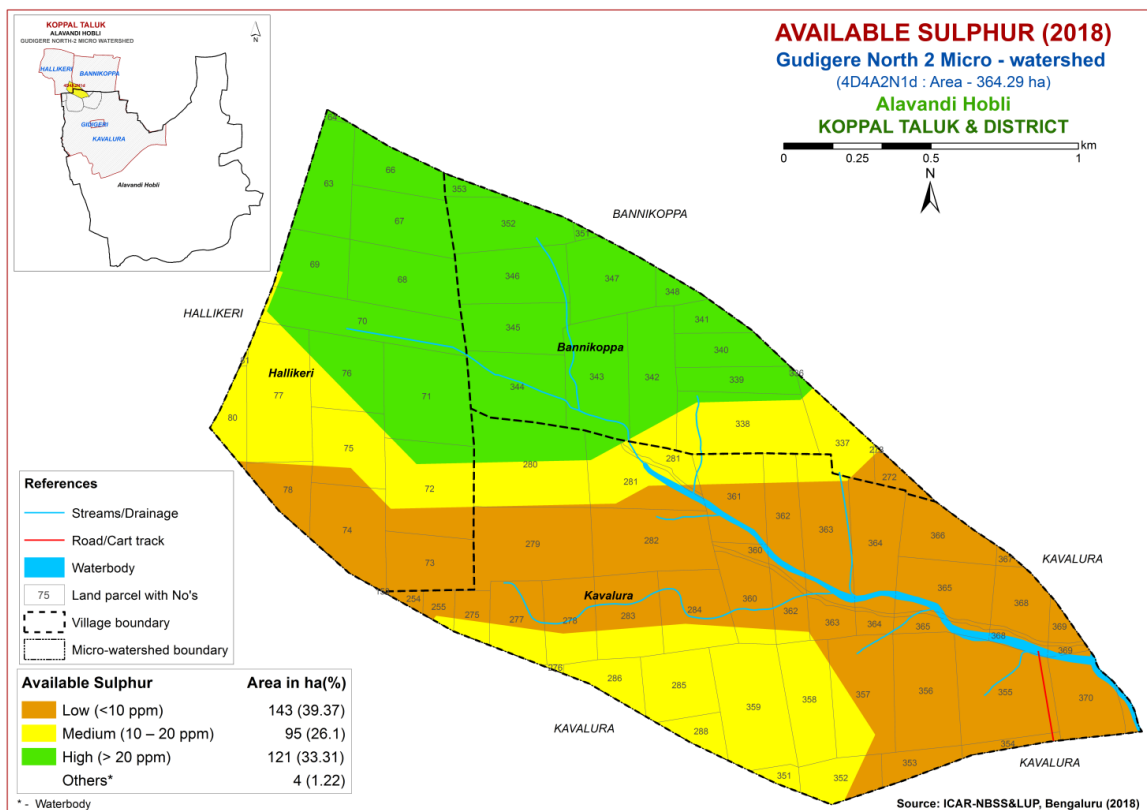 KOPPAL TALUK
ALAVANDI HOBLI
GUDIGERE NORTH-2 MICRO WATERSHED
N
HALLIKERI
BANNIKOPPA
GIDIGERI
KAVALURA
Alavandi Hobli
AVAILABLE SULPHUR (2018)
Gudigere North 2 Micro - watershed
(4D4A2N1d : Area - 364.29 ha)
Alavandi Hobli
KOPPAL TALUK & DISTRICT
km
0 0.25 0.5 1
N
66
63
353
67
352
BANNIKOPPA
351
69
68
346
347
348
HALLIKERI
70
345
341
Bannikoppa
340
Hallikeri
76
343
342
339
77
71
344
80
338
337
75
280
281
272
72
281
78
361
74
279
282
362
363
364
366
73
360
367
KAVALURA
365
254
255
275
277
276
283
Kavalura
284
360
362
363
364
365
368
368
369
369
286
285
359
358
357
356
355
370
288
KAVALURA
351
352
353
354
KAVALURA
References
Streams/Drainage
Road/Cart track
Waterbody
75 Land parcel with No's
Village boundary
Micro-watershed boundary
Available Sulphur Area in ha(%)
Low (<10 ppm) 143 (39.37)
Medium (10 – 20 ppm) 95 (26.1)
High (> 20 ppm) 121 (33.31)
Others* 4 (1.22)
* - Waterbody
Source: ICAR-NBSS&LUP, Bengaluru (2018)